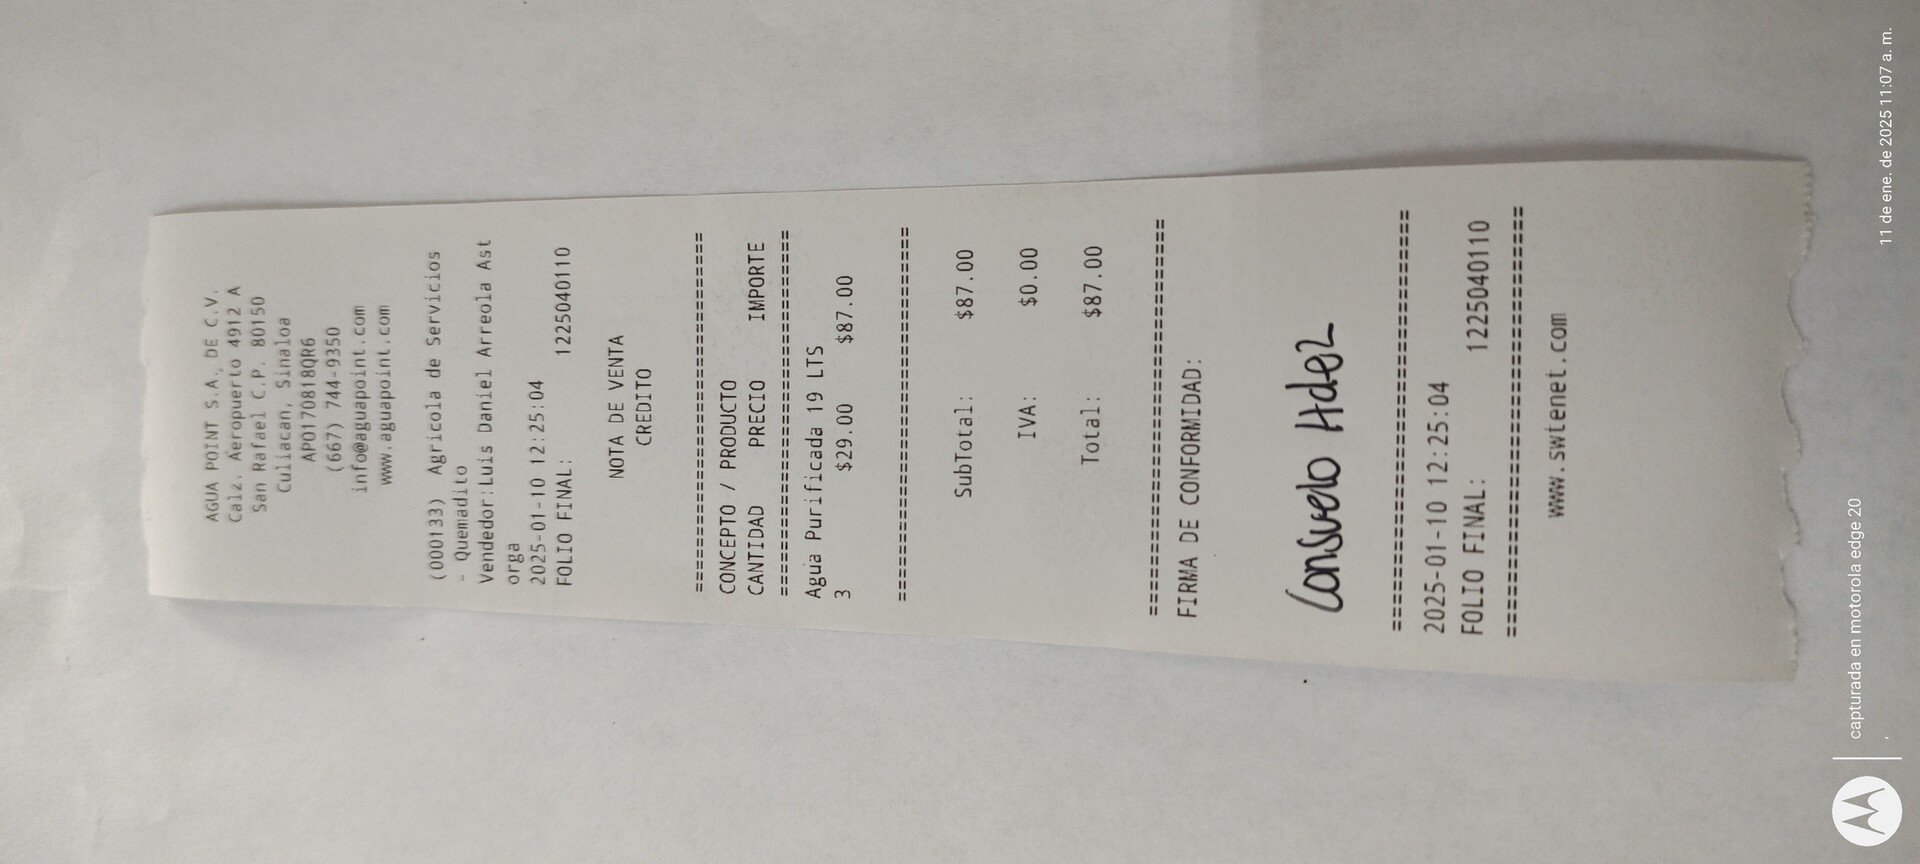 AGUA POINT S.A. DE C.V.
Calz. Aeropuerto 4912 A
San Rafael C.P. 80150
Culiacan, Sinaloa
APO170818QR6
(667) 744-9350
info@aguapoint.com
www.aguapoint.com
(000133) Agricola de Servicios
- Quemadito
Vendedor:Luis Daniel Arreola Ast
orga
2025-01-10 12:25:04
FOLIO FINAL: 1225040110
NOTA DE VENTA
CREDITO
================================
CONCEPTO / PRODUCTO
CANTIDAD PRECIO IMPORTE
================================
Agua Purificada 19 LTS
3 $29.00 $87.00
================================
SubTotal: $87.00
IVA: $0.00
Total: $87.00
================================
FIRMA DE CONFORMIDAD:
Consuelo Hdez
================================
2025-01-10 12:25:04
FOLIO FINAL: 1225040110
================================
www.swtenet.com
capturada en motorola edge 20
11 de ene. de 2025 11:07 a. m.